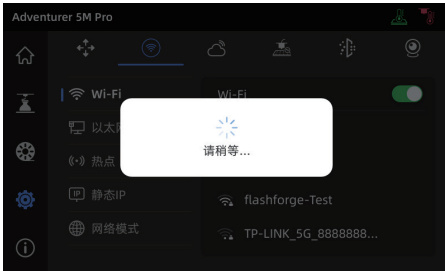 Adventurer 5M Pro
Wi-Fi
Wi-Fi
以太
请稍等...
热点
IP 静态IP
flashforge-Test
网络模式
TP-LINK_5G_8888888...